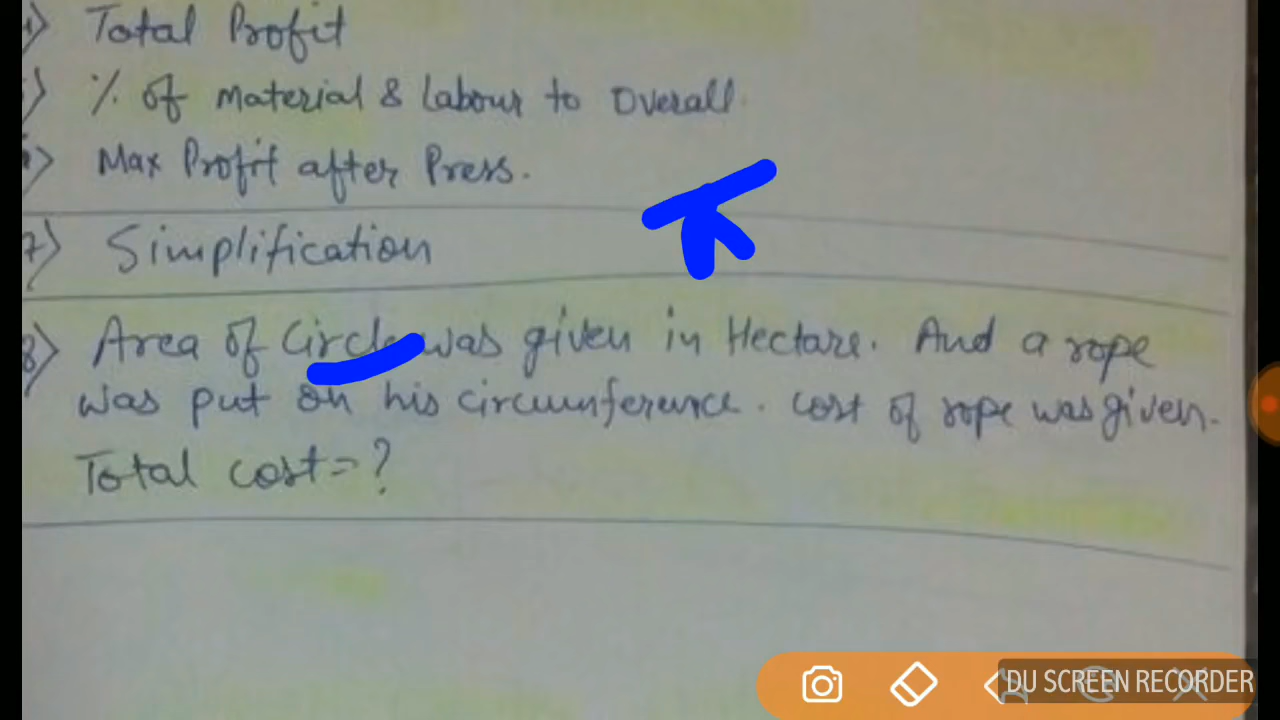 Total Profit
% of Material & Labour to Overall.
Max Profit after Press.
7) Simplification
8) Area of Circle was given in Hectare. And a rope
was put on his circumference. Cost of rope was given.
Total cost = ?
DU SCREEN RECORDER